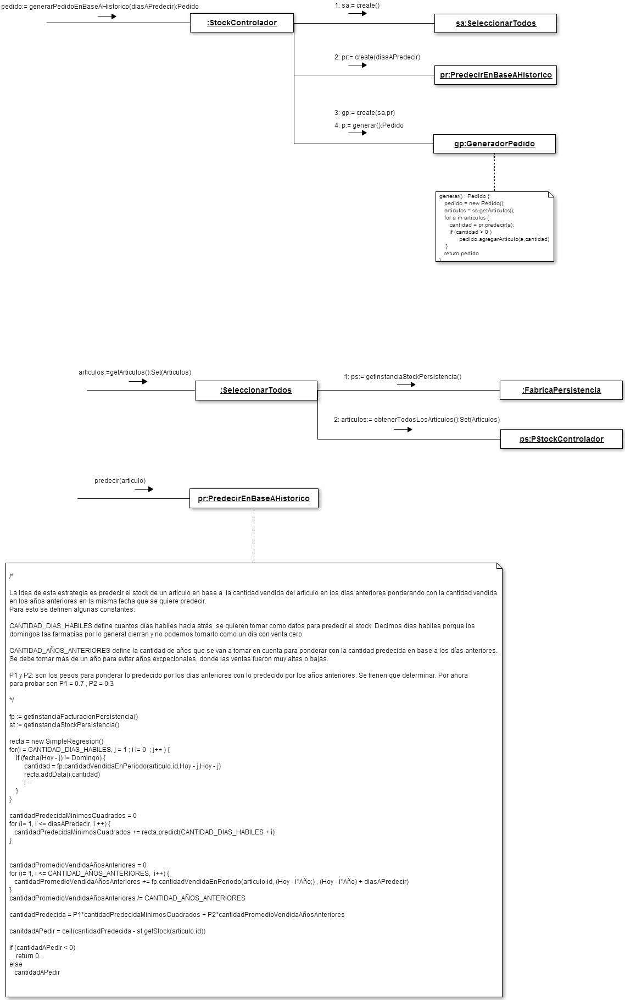 pedido:= generarPedidoEnBaseAHistorico(diasAPredecir):Pedido
1: sa:= create()
:StockControlador
sa:SeleccionarTodos
2: pr:= create(diasAPredecir)
pr:PredecirEnBaseAHistorico
3: gp:= create(sa,pr)
4: p:= generar():Pedido
gp:GeneradorPedido
generar() : Pedido {
pedido = new Pedido();
articulos = sa.getArticulos();
for a in articulos {
cantidad = pr.predecir(a);
if (cantidad > 0 )
pedido.agregarArticulo(a,cantidad)
}
return pedido
}
articulos:=getArticulos():Set(Articulos)
1: ps:= getInstanciaStockPersistencia()
:SeleccionarTodos
:FabricaPersistencia
2: articulos:= obtenerTodosLosArticulos():Set(Articulos)
ps:PStockControlador
predecir(articulo)
pr:PredecirEnBaseAHistorico
/*
La idea de esta estrategia es predecir el stock de un artículo en base a  la cantidad vendida del articulo en los dias anteriores ponderando con la cantidad vendida
en los años anteriores en la misma fecha que se quiere predecir.
Para esto se definen algunas constantes:
CANTIDAD_DIAS_HABILES define cuantos días habiles hacia atrás  se quieren tomar como datos para predecir el stock. Decimos días habiles porque los
domingos las farmacias por lo general cierran y no podemos tomarlo como un día con venta cero.
CANTIDAD_AÑOS_ANTERIORES define la cantidad de años que se van a tomar en cuenta para ponderar con la cantidad predecida en base a los días anteriores.
Se debe tomar más de un año para evitar años excpecionales, donde las ventas fueron muy altas o bajas.
P1 y P2: son los pesos para ponderar lo predecido por los dias anteriores con lo predecido por los años anteriores. Se tienen que determinar. Por ahora
para probar son P1 = 0.7 , P2 = 0.3
*/
fp := getInstanciaFacturacionPersistencia()
st := getInstanciaStockPersistencia()
recta = new SimpleRegresion()
for(i = CANTIDAD_DIAS_HABILES, j = 1 ; i != 0  ; j++ ) {
if (fecha(Hoy - j) != Domingo) {
cantidad = fp.cantidadVendidaEnPeriodo(articulo.id,Hoy - j,Hoy - j)
recta.addData(i,cantidad)
i --
}
}
cantidadPredecidaMinimosCuadrados = 0
for (i= 1, i <= diasAPredecir, i ++) {
cantidadPredecidaMinimosCuadrados += recta.predict(CANTIDAD_DIAS_HABILES + i)
}
cantidadPromedioVendidaAñosAnteriores = 0
for (i= 1, i <= CANTIDAD_AÑOS_ANTERIORES,  i++) {
cantidadPromedioVendidaAñosAnteriores += fp.cantidadVendidaEnPeriodo(articulo.id, (Hoy - i*Año;) , (Hoy - i*Año) + diasAPredecir)
}
cantidadPromedioVendidaAñosAnteriores /= CANTIDAD_AÑOS_ANTERIORES
cantidadPredecida = P1*cantidadPredecidaMinimosCuadrados + P2*cantidadPromedioVendidaAñosAnteriores
canitdadAPedir = ceil(cantidadPredecida - st.getStock(articulo.id))
if (cantidadAPedir < 0)
return 0.
else
cantidadAPedir